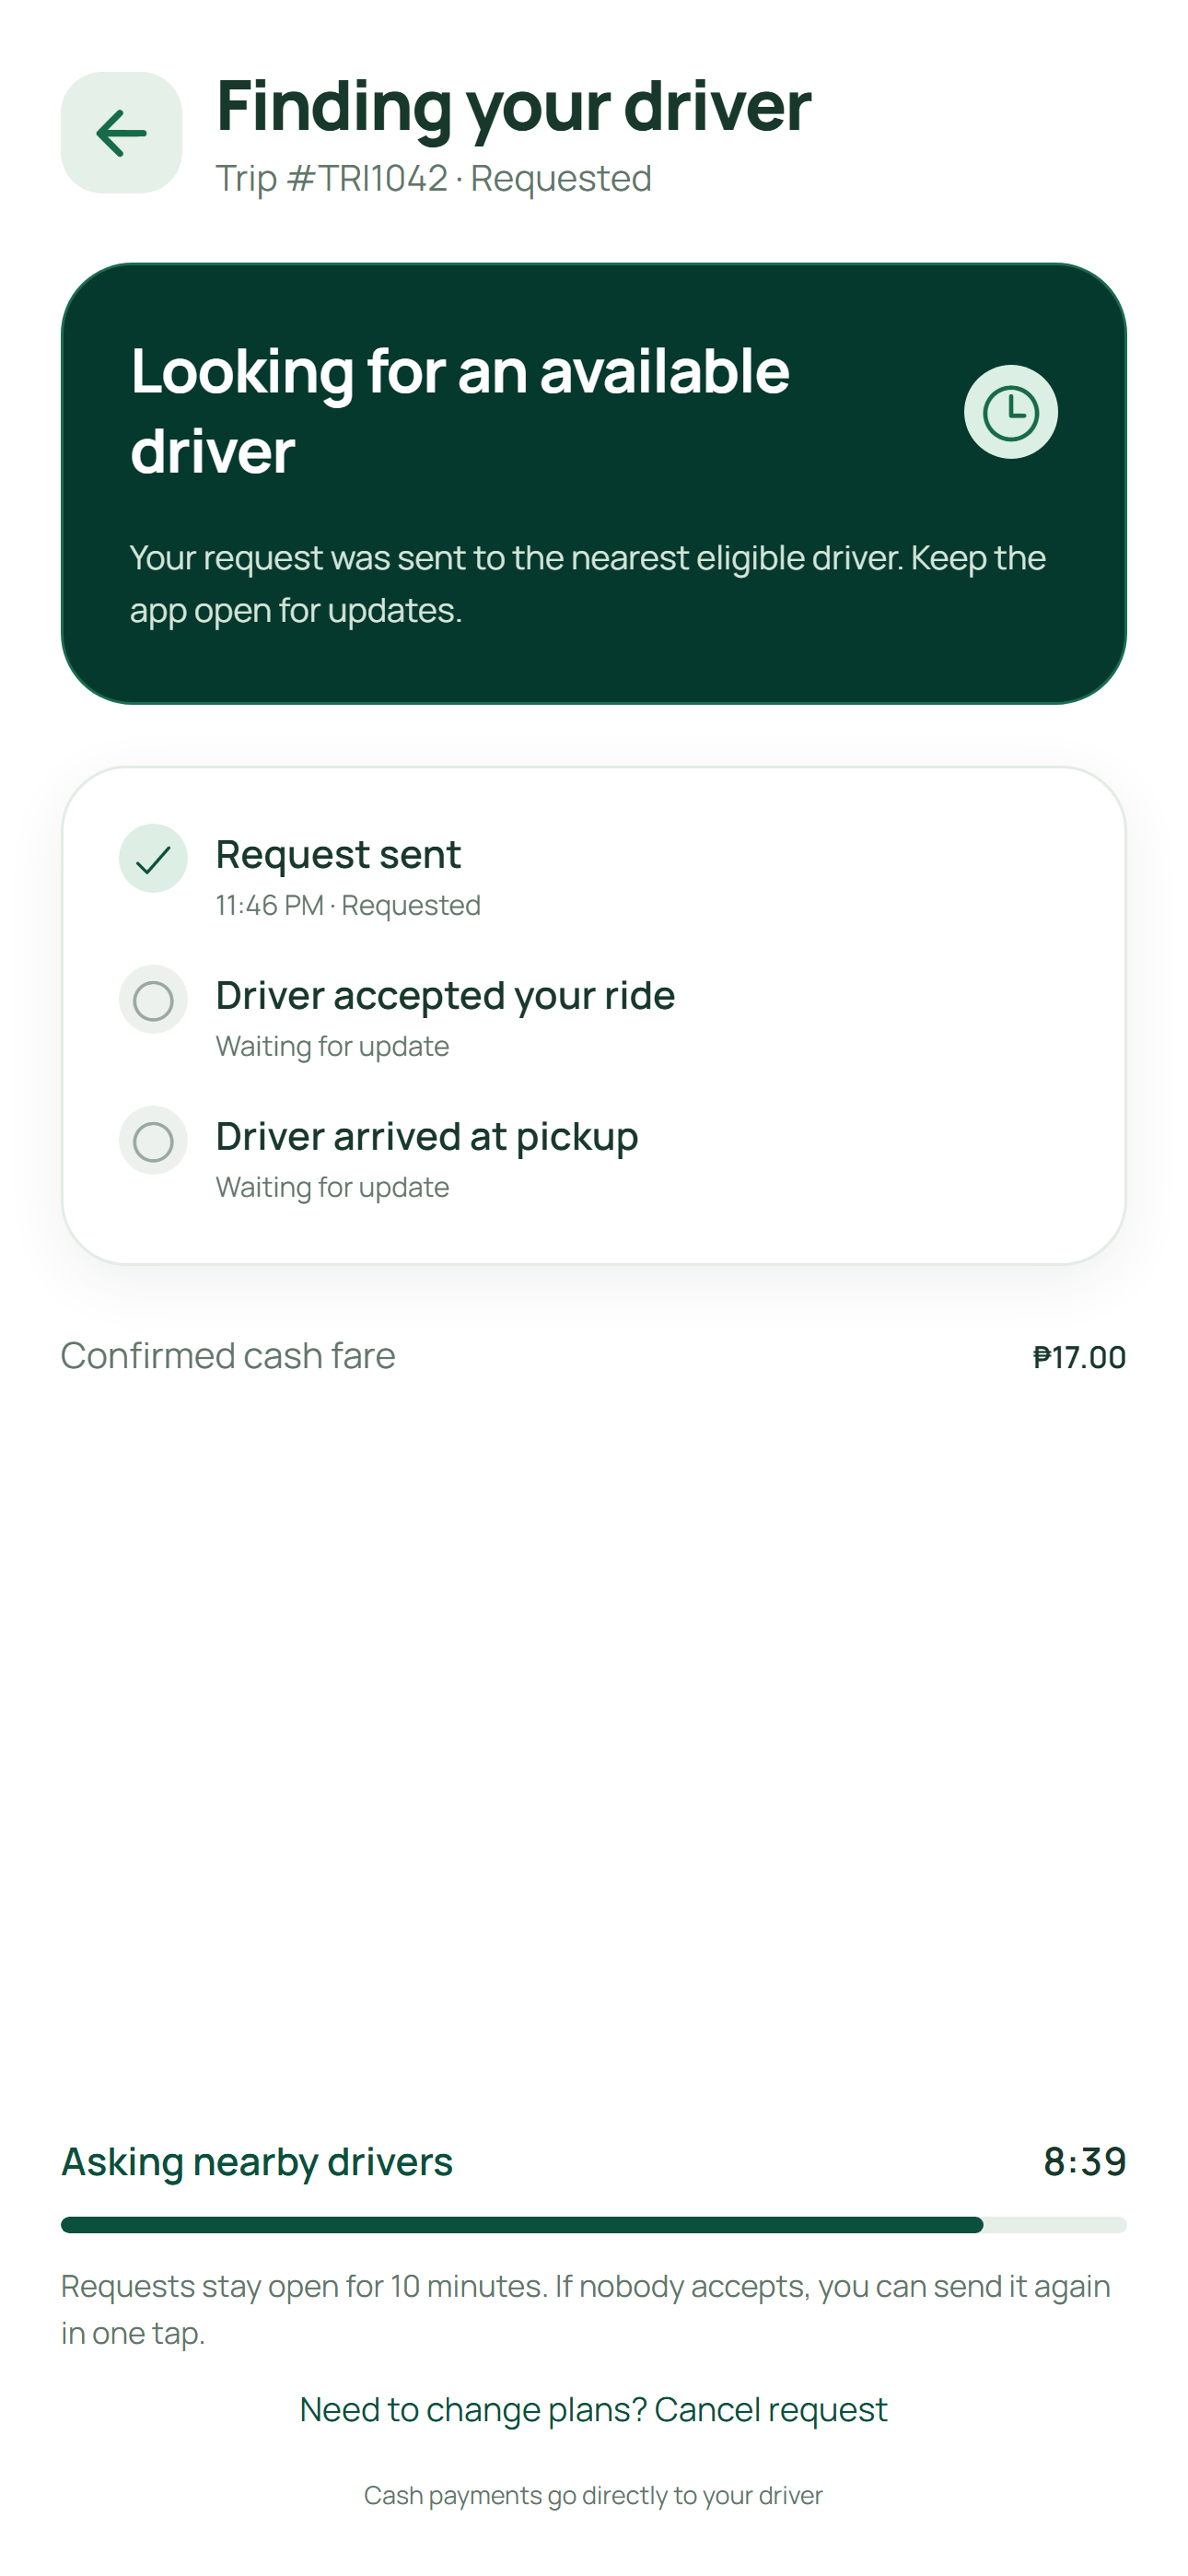 Finding your driver
Trip #TRI1042 · Requested
Looking for an available
driver
Your request was sent to the nearest eligible driver. Keep the
app open for updates.
Request sent
11:46 PM · Requested
Driver accepted your ride
Waiting for update
Driver arrived at pickup
Waiting for update
Confirmed cash fare
₱17.00
Asking nearby drivers
8:39
Requests stay open for 10 minutes. If nobody accepts, you can send it again
in one tap.
Need to change plans? Cancel request
Cash payments go directly to your driver